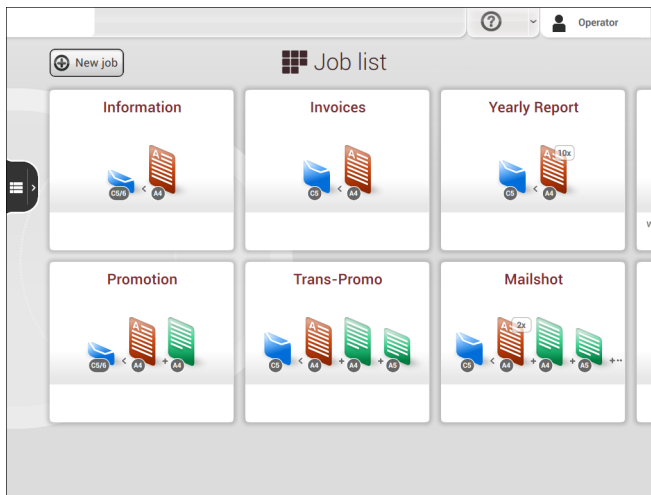 Operator
New job
Job list
Information
Invoices
Yearly Report
A
C5/6 < A4
A
C5 < A4
A
10x
C5 < A4
Promotion
Trans-Promo
Mailshot
A
C5/6 < A4 + A4
A
C5 < A4 + A4 + A5
A
2x
C5 < A4 + A4 + A5 +··